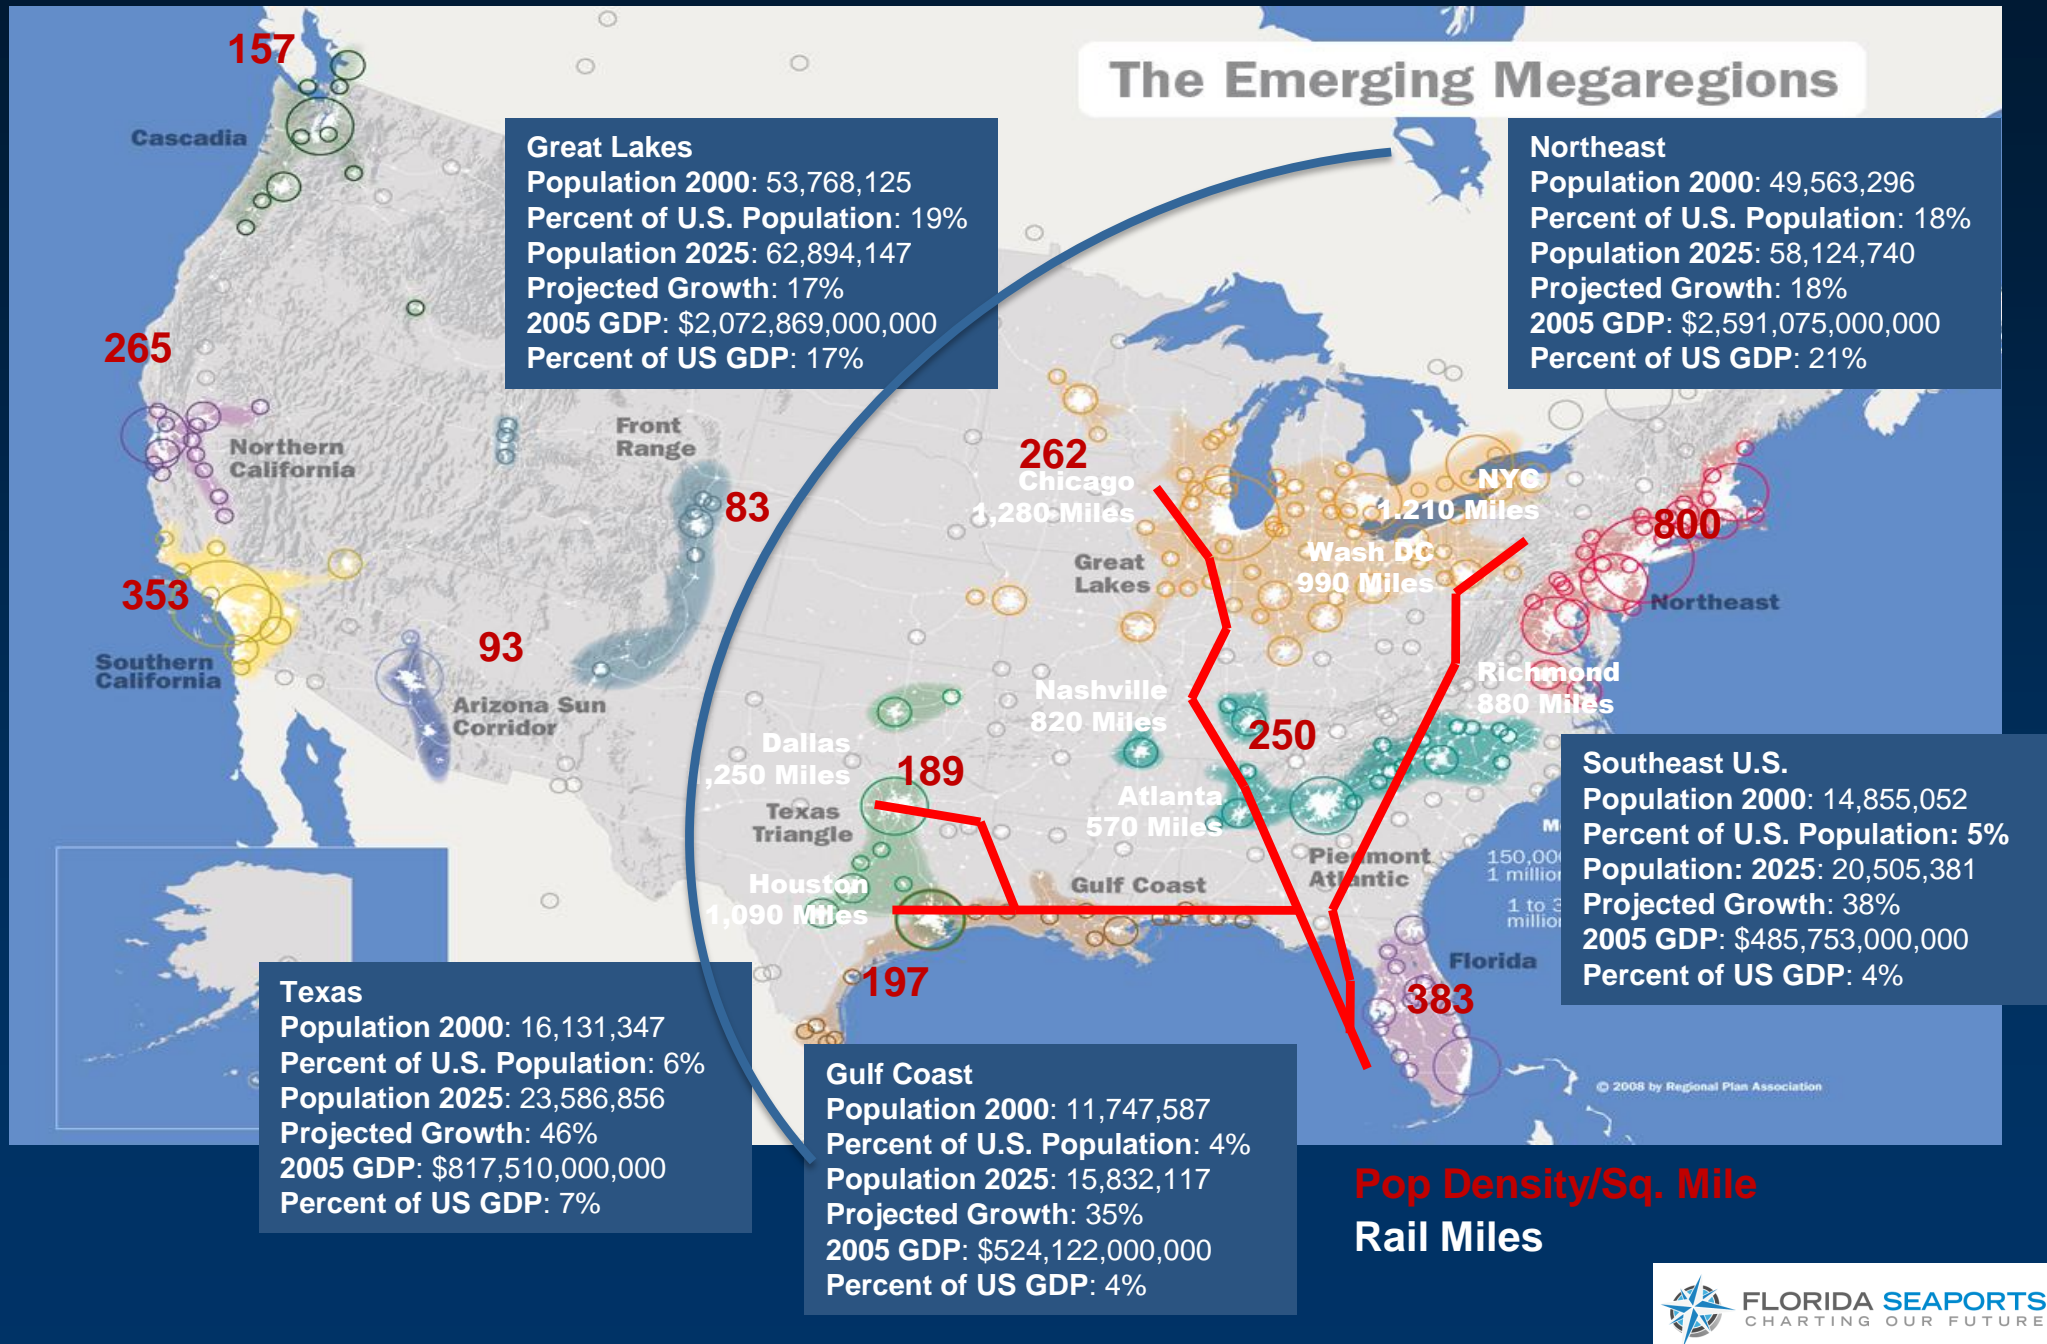 The Emerging Megaregions
157
Cascadia
Great Lakes
Population 2000: 53,768,125
Percent of U.S. Population: 19%
Population 2025: 62,894,147
Projected Growth: 17%
2005 GDP: $2,072,869,000,000
Percent of US GDP: 17%
Northeast
Population 2000: 49,563,296
Percent of U.S. Population: 18%
Population 2025: 58,124,740
Projected Growth: 18%
2005 GDP: $2,591,075,000,000
Percent of US GDP: 21%
265
Northern
California
Front
Range
83
262
Chicago
1,280 Miles
NYC
1.210 Miles
800
Great
Lakes
Wash DC
990 Miles
Northeast
353
Southern
California
93
Arizona Sun
Corridor
Nashville
820 Miles
250
Richmond
880 Miles
Dallas
,250 Miles
189
Texas
Triangle
Atlanta
570 Miles
Piedmont
Atlantic
Houston
1,090 Miles
Gulf Coast
150,00
1 million
1 to 3
million
Southeast U.S.
Population 2000: 14,855,052
Percent of U.S. Population: 5%
Population: 2025: 20,505,381
Projected Growth: 38%
2005 GDP: $485,753,000,000
Percent of US GDP: 4%
197
Florida
383
Texas
Population 2000: 16,131,347
Percent of U.S. Population: 6%
Population 2025: 23,586,856
Projected Growth: 46%
2005 GDP: $817,510,000,000
Percent of US GDP: 7%
Gulf Coast
Population 2000: 11,747,587
Percent of U.S. Population: 4%
Population 2025: 15,832,117
Projected Growth: 35%
2005 GDP: $524,122,000,000
Percent of US GDP: 4%
© 2008 by Regional Plan Association
Pop Density/Sq. Mile
Rail Miles
FLORIDA SEAPORTS
CHARTING OUR FUTURE